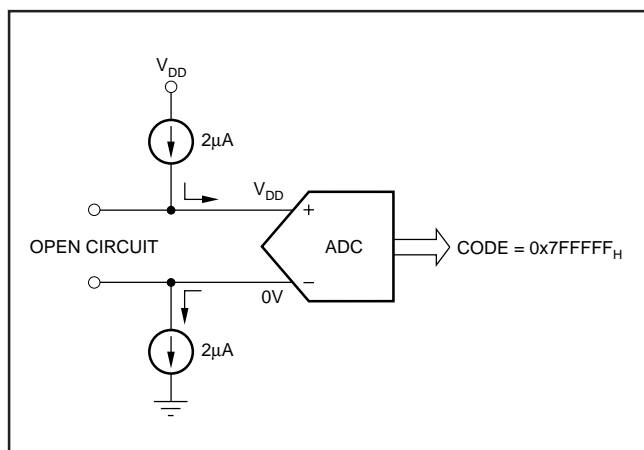 V_DD
2µA
V_DD
+
ADC
CODE = 0x7FFFFF_H
OPEN CIRCUIT
−
0V
2µA